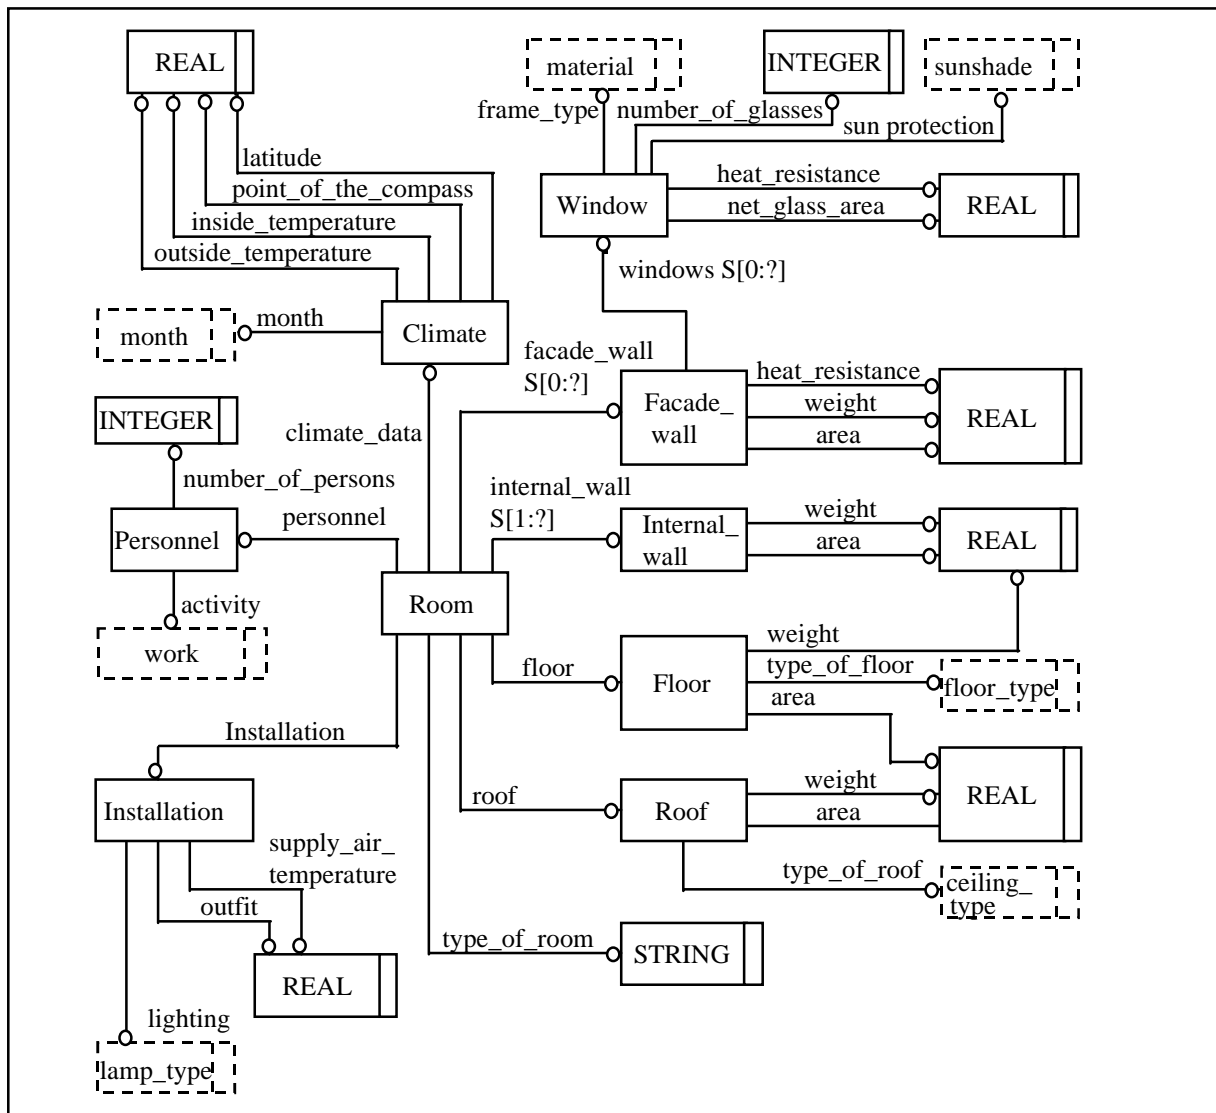 REAL
material
INTEGER
sunshade
frame_type
number_of_glasses
sun protection
latitude
point_of_the_compass
inside_temperature
outside_temperature
heat_resistance
Window
net_glass_area
REAL
windows S[0:?]
month
month
Climate
facade_wall
S[0:?]
heat_resistance
Facade_
wall
weight
area
REAL
INTEGER
climate_data
number_of_persons
internal_wall
S[1:?]
personnel
Personnel
Internal_
wall
weight
area
REAL
activity
work
Room
floor
Floor
weight
type_of_floor
floor_type
area
Installation
Installation
roof
Roof
weight
area
REAL
supply_air_
temperature
outfit
type_of_roof
ceiling_
type
type_of_room
STRING
REAL
lighting
lamp_type